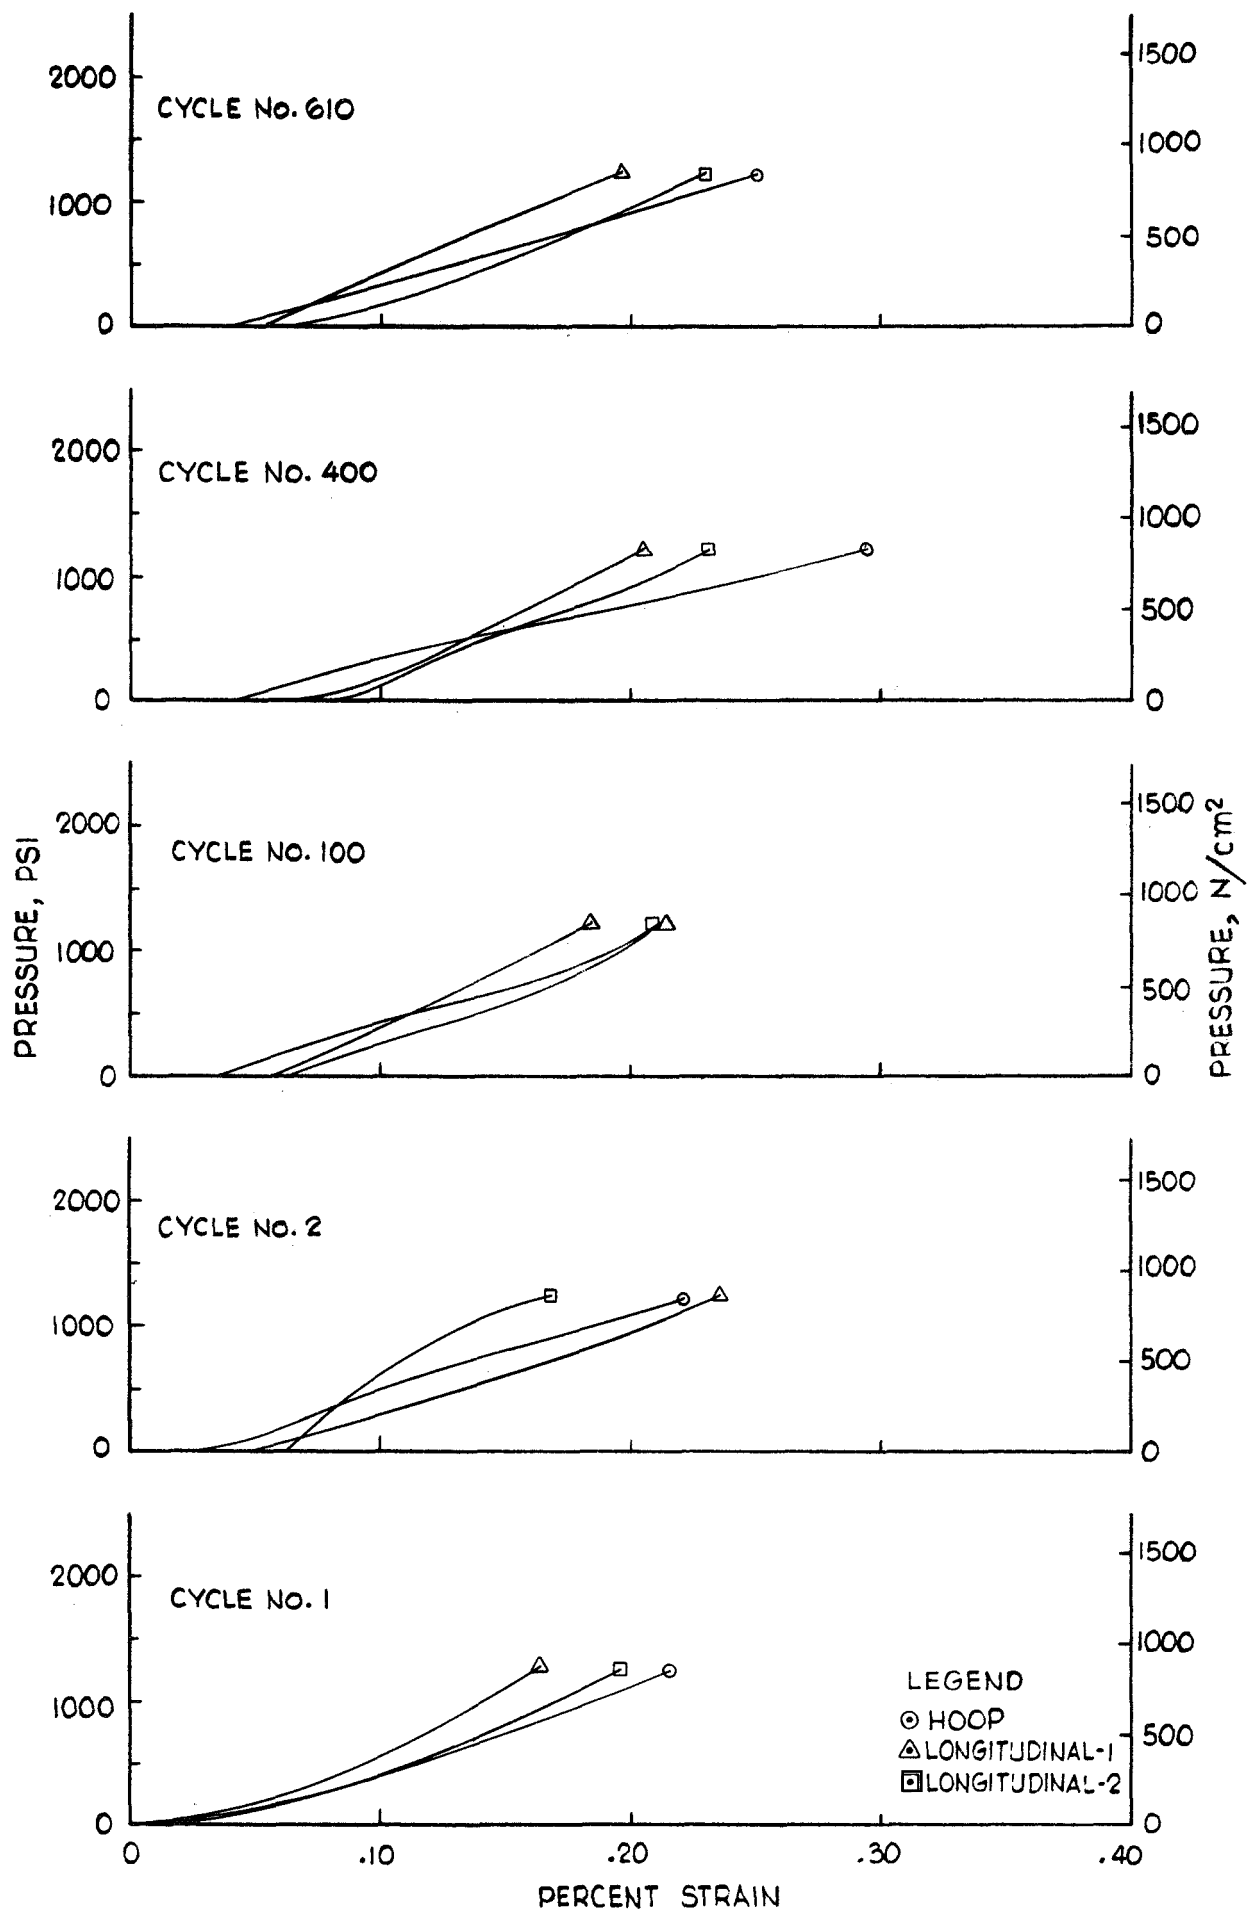 2000
1000
0
CYCLE No. 610
1500
1000
500
0
2000
1000
0
CYCLE No. 400
1500
1000
500
0
PRESSURE, PSI
2000
1000
0
CYCLE No. 100
1500
1000
500
0
PRESSURE, N/cm²
2000
1000
0
CYCLE No. 2
1500
1000
500
0
2000
1000
0
CYCLE No. 1
1500
1000
500
0
LEGEND
HOOP
LONGITUDINAL-1
LONGITUDINAL-2
0 .10 .20 .30 .40
PERCENT STRAIN